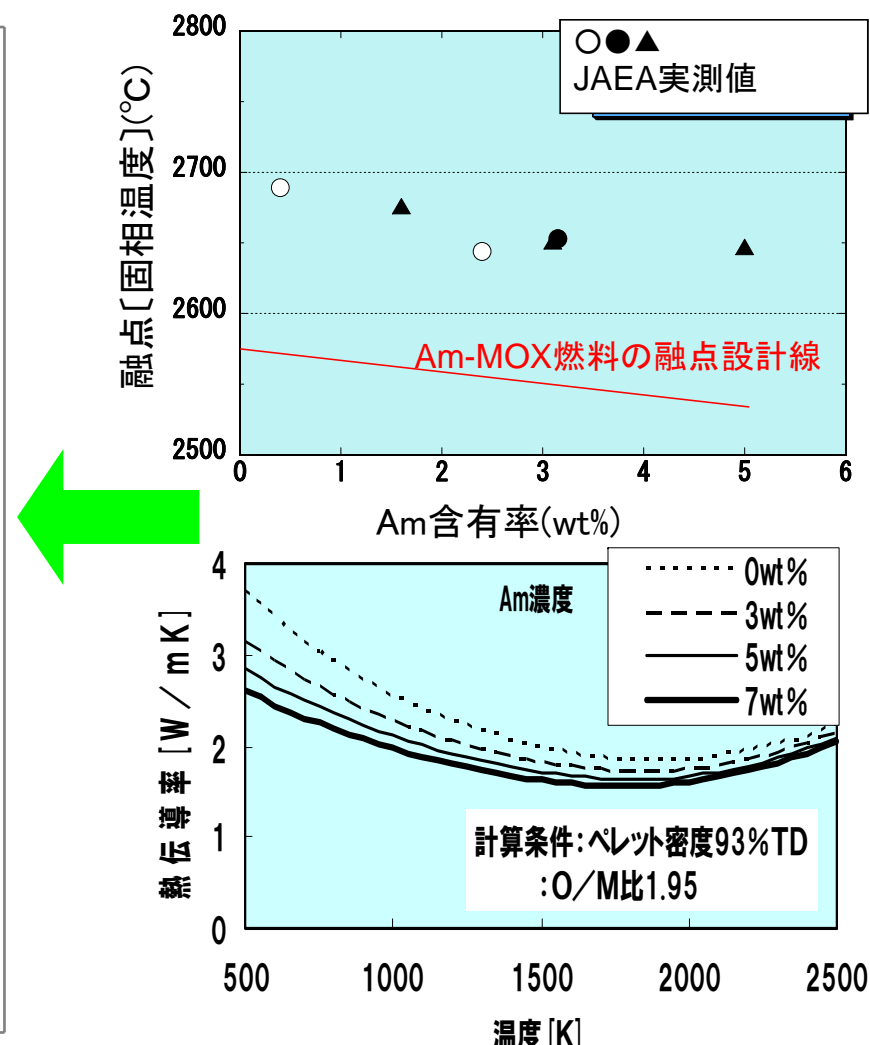 ○●▲
JAEA実測値
融点〔固相温度〕(℃)
2800
2700
2600
2500
Am-MOX燃料の融点設計線
0 1 2 3 4 5 6
Am含有率(wt%)
熱伝導率[W/mK]
4
3
2
1
0
Am濃度
0wt%
3wt%
5wt%
7wt%
計算条件:ペレット密度93%TD
:O/M比1.95
500 1000 1500 2000 2500
温度[K]